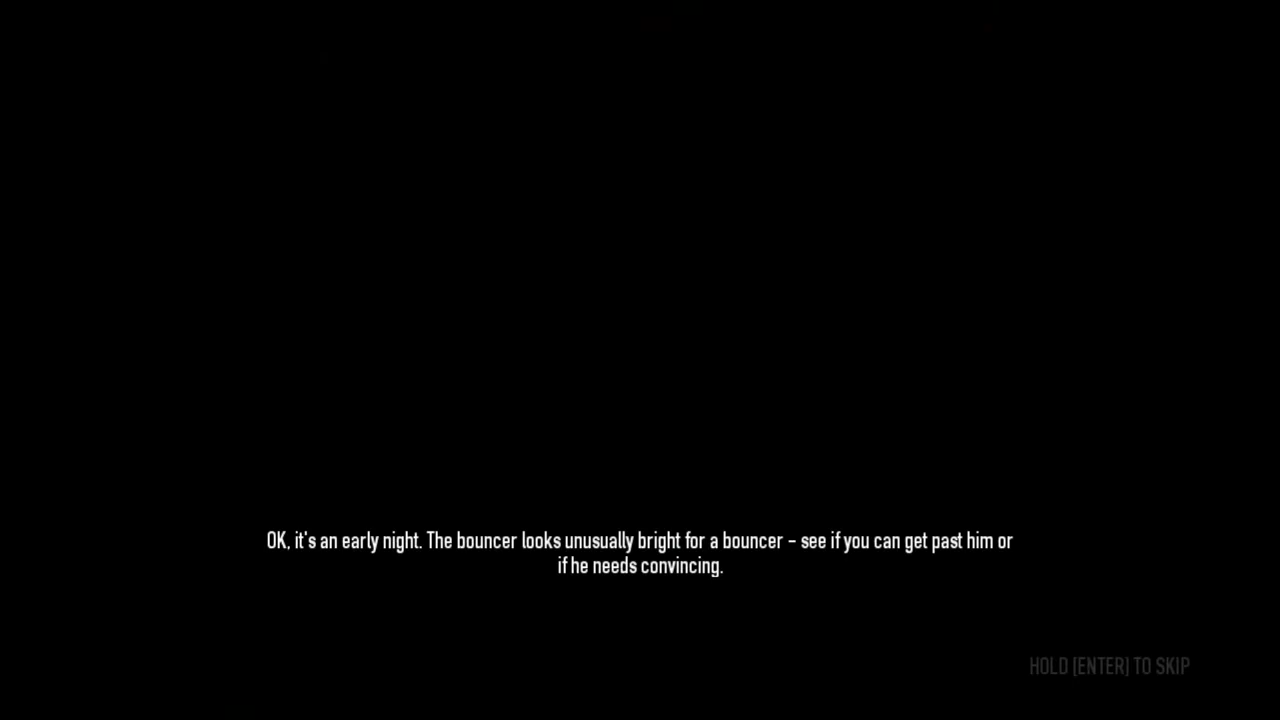 OK, it's an early night. The bouncer looks unusually bright for a bouncer - see if you can get past him or
if he needs convincing.
HOLD [ENTER] TO SKIP